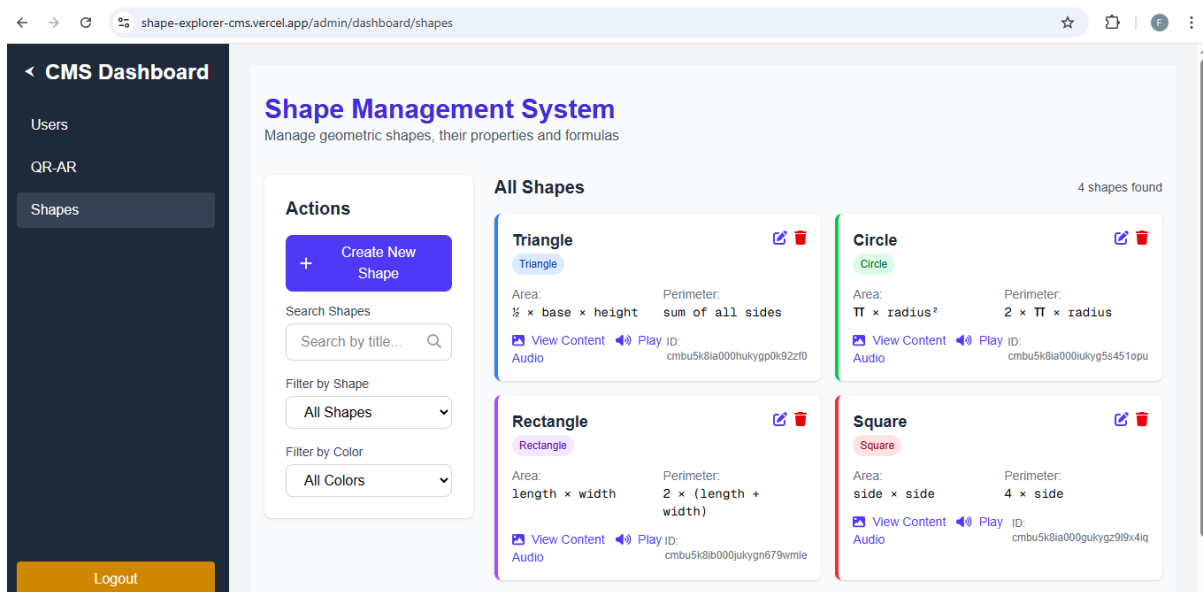 shape-explorer-cms.vercel.app/admin/dashboard/shapes
F
CMS Dashboard
Users
QR-AR
Shapes
Logout
Shape Management System
Manage geometric shapes, their properties and formulas
Actions
Create New
Shape
Search Shapes
Search by title...
Filter by Shape
All Shapes
Filter by Color
All Colors
All Shapes
4 shapes found
Triangle
Triangle
Area:
½ × base × height
Perimeter:
sum of all sides
View Content Play
Audio
ID:
cmbu5k8ia000hukygp0k92zf0
Circle
Circle
Area:
π × radius²
Perimeter:
2 × π × radius
View Content Play
Audio
ID:
cmbu5k8ia000iukyg5s451opu
Rectangle
Rectangle
Area:
length × width
Perimeter:
2 × (length +
width)
View Content Play
Audio
ID:
cmbu5k8ib000jukygn679wmle
Square
Square
Area:
side × side
Perimeter:
4 × side
View Content Play
Audio
ID:
cmbu5k8ia000gukygz9l9x4iq